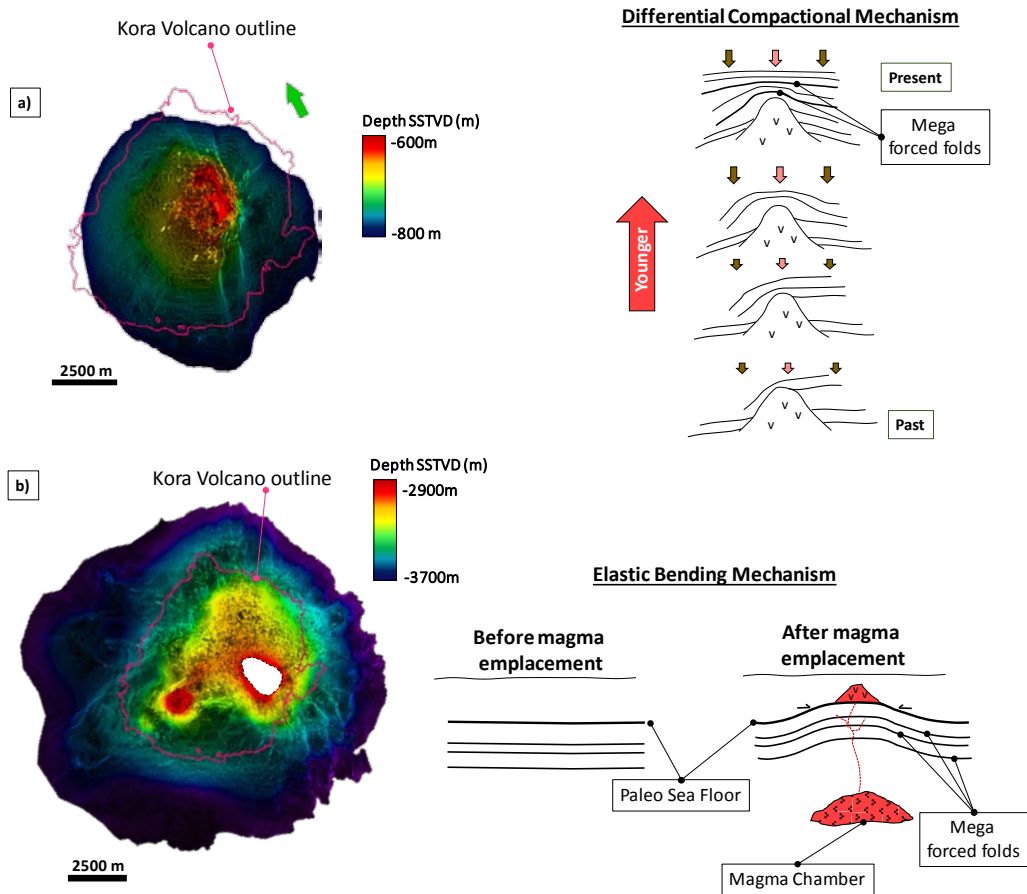 Differential Compactional Mechanism
Kora Volcano outline
a)
Depth SSTVD (m)
-600m
-800 m
2500 m
Present
Mega
forced folds
v
v
v
Younger
v
v
v
v
v
v
v
v
v
Past
Kora Volcano outline
b)
Depth SSTVD (m)
-2900m
-3700m
2500 m
Elastic Bending Mechanism
Before magma
emplacement
After magma
emplacement
v v
v
Paleo Sea Floor
Mega
forced folds
Magma Chamber